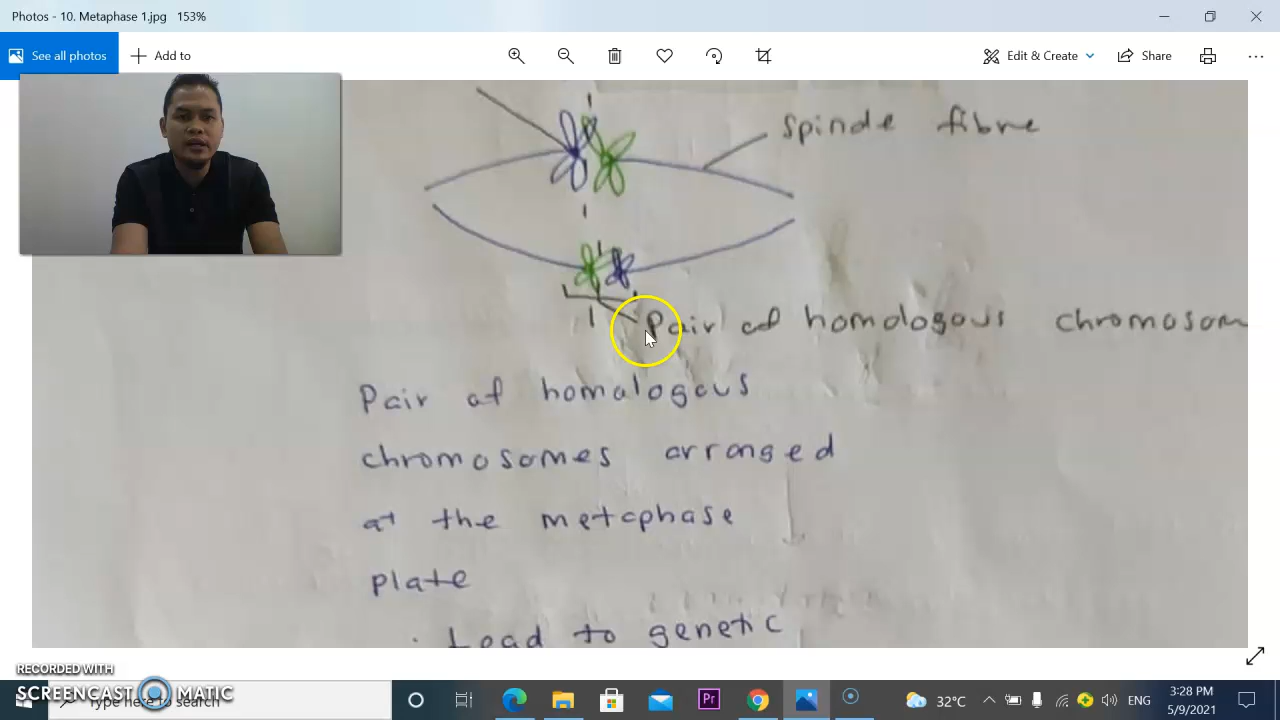 Photos - 10. Metaphase 1.jpg 153%
See all photos
Add to
Edit & Create
Share
Spinde fibre
Pair of homologous chromosom
Pair of homologous
chromosomes arranged
at the metaphase
plate
. Lead to genetic
RECORDED WITH
SCREENCAST MATIC
Type here to search
Pr
32°C
ENG
3:28 PM
5/9/2021